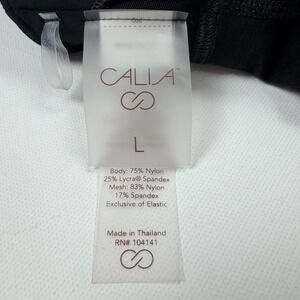 CALIA™
L
Body: 75% Nylon
25% Lycra® Spandex
Mesh: 83% Nylon
17% Spandex
Exclusive of Elastic
Made in Thailand
RN# 104141